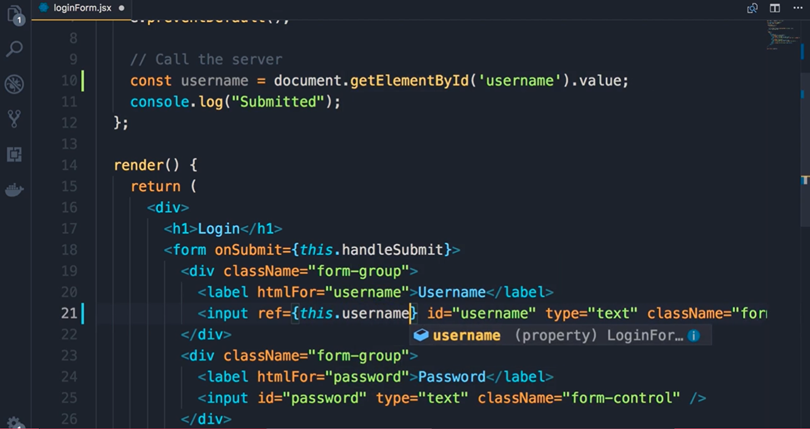 loginForm.jsx
1
e.preventDefault();
8
9 // Call the server
10 const username = document.getElementById('username').value;
11 console.log("Submitted");
12 };
13
14 render() {
15 return (
16 <div>
17 <h1>Login</h1>
18 <form onSubmit={this.handleSubmit}>
19 <div className="form-group">
20 <label htmlFor="username">Username</label>
21 <input ref={this.username} id="username" type="text" className="for
username (property) LoginFor…
22 </div>
23 <div className="form-group">
24 <label htmlFor="password">Password</label>
25 <input id="password" type="text" className="form-control" />
26 </div>